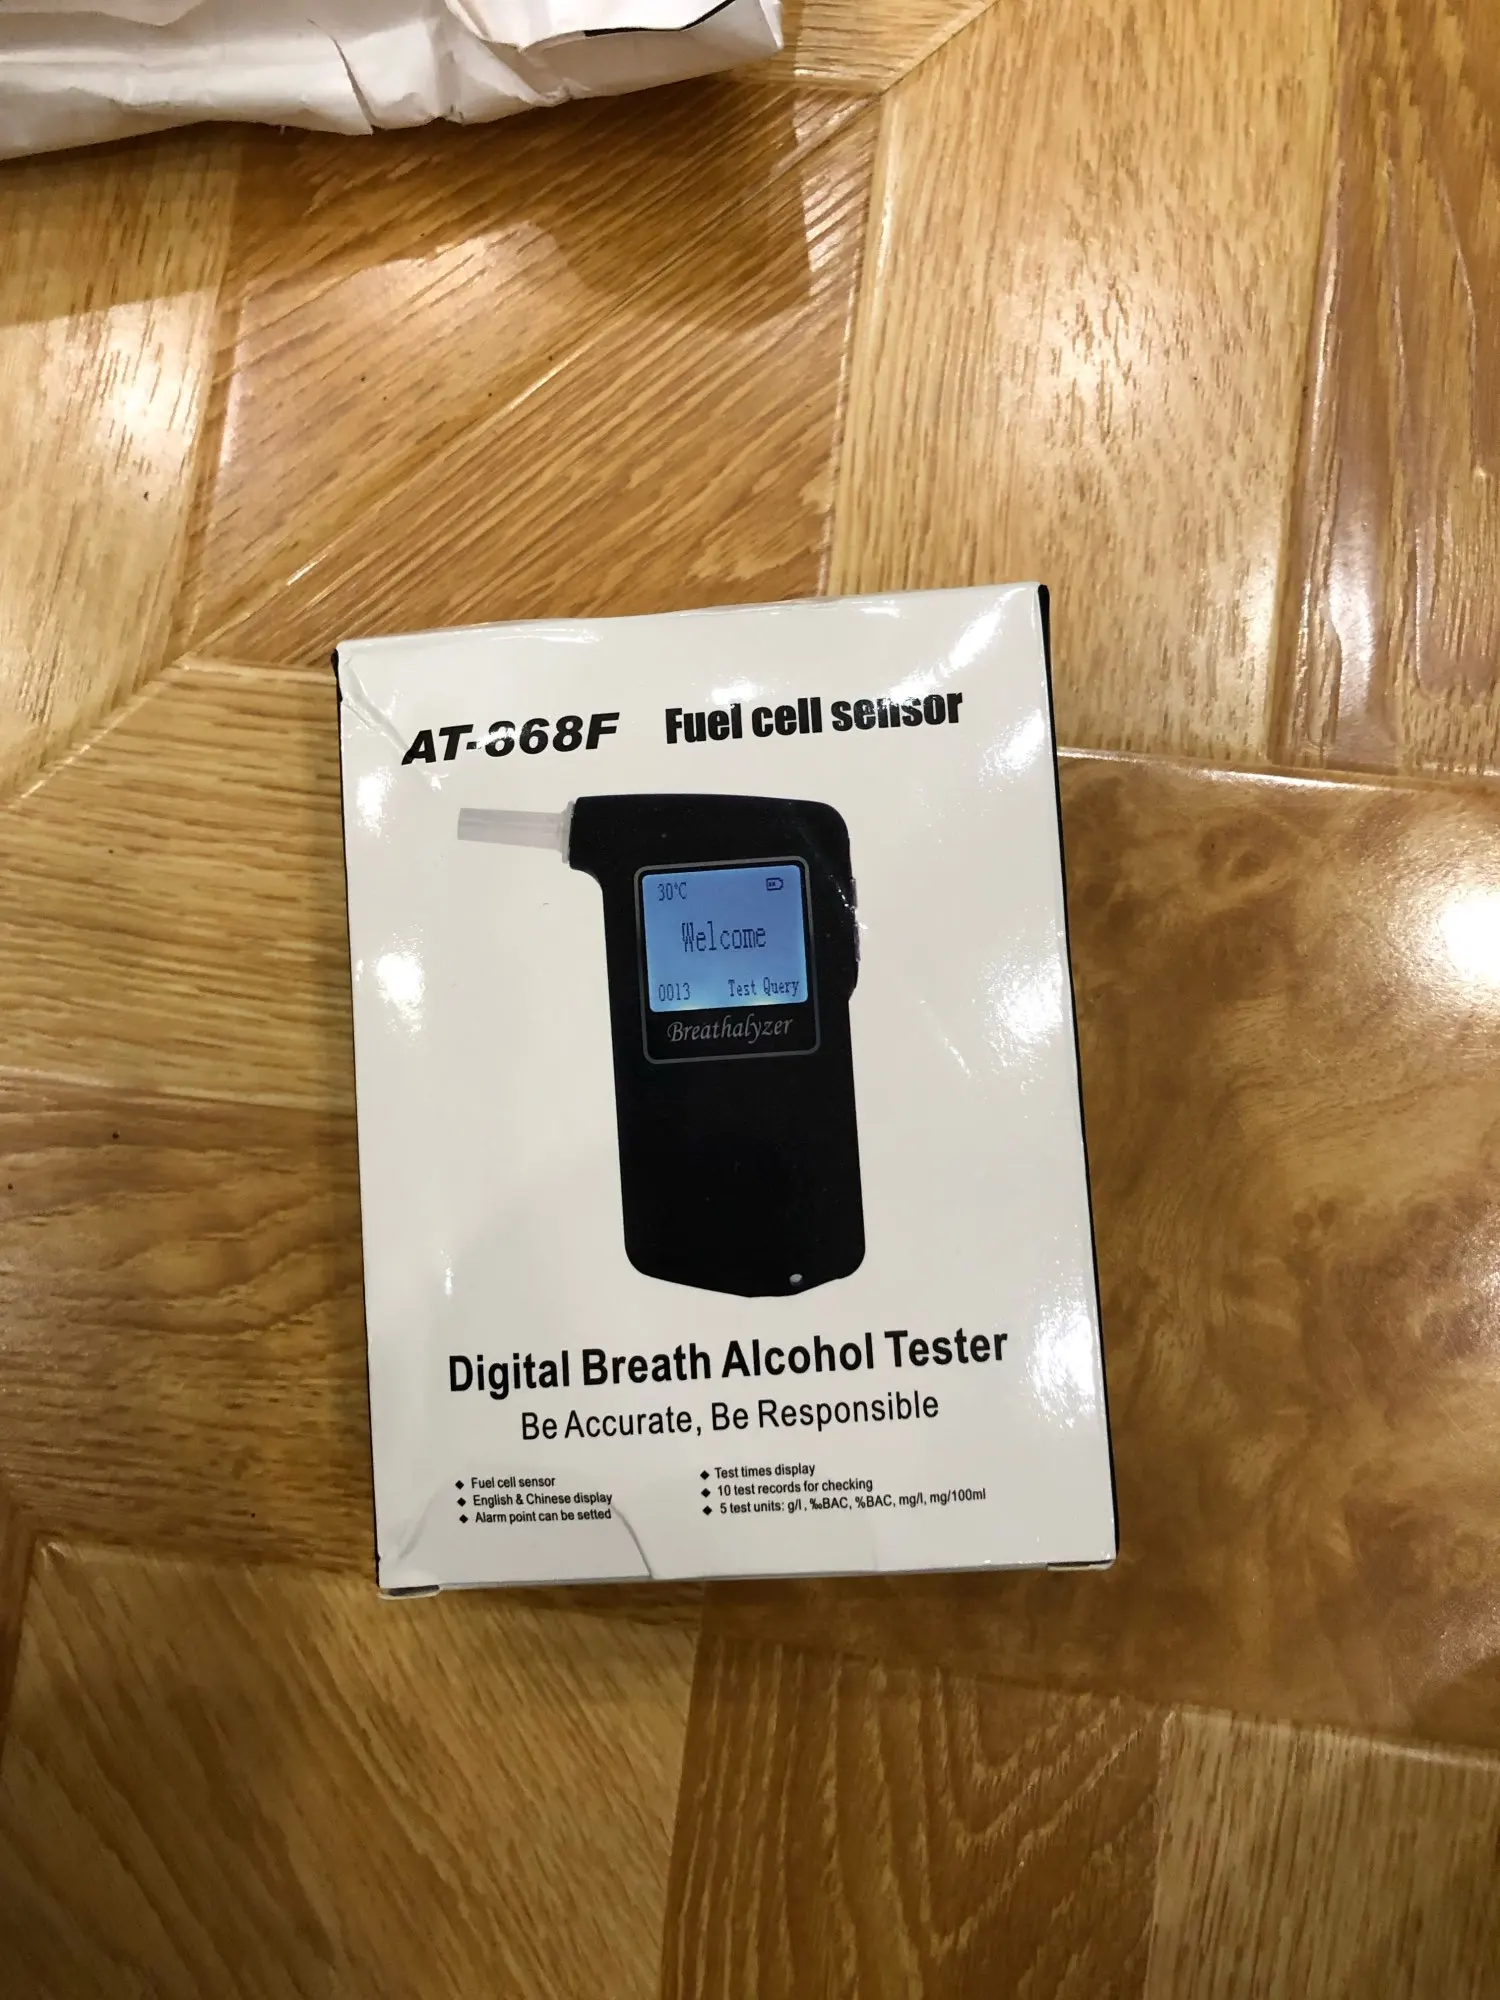 AT-868F Fuel cell sensor
30°C
Welcome
0013 Test Query
Breathalyzer
Digital Breath Alcohol Tester
Be Accurate, Be Responsible
◆ Fuel cell sensor
◆ English & Chinese display
◆ Alarm point can be setted
◆ Test times display
◆ 10 test records for checking
◆ 5 test units: g/l, ‰BAC, %BAC, mg/l, mg/100ml